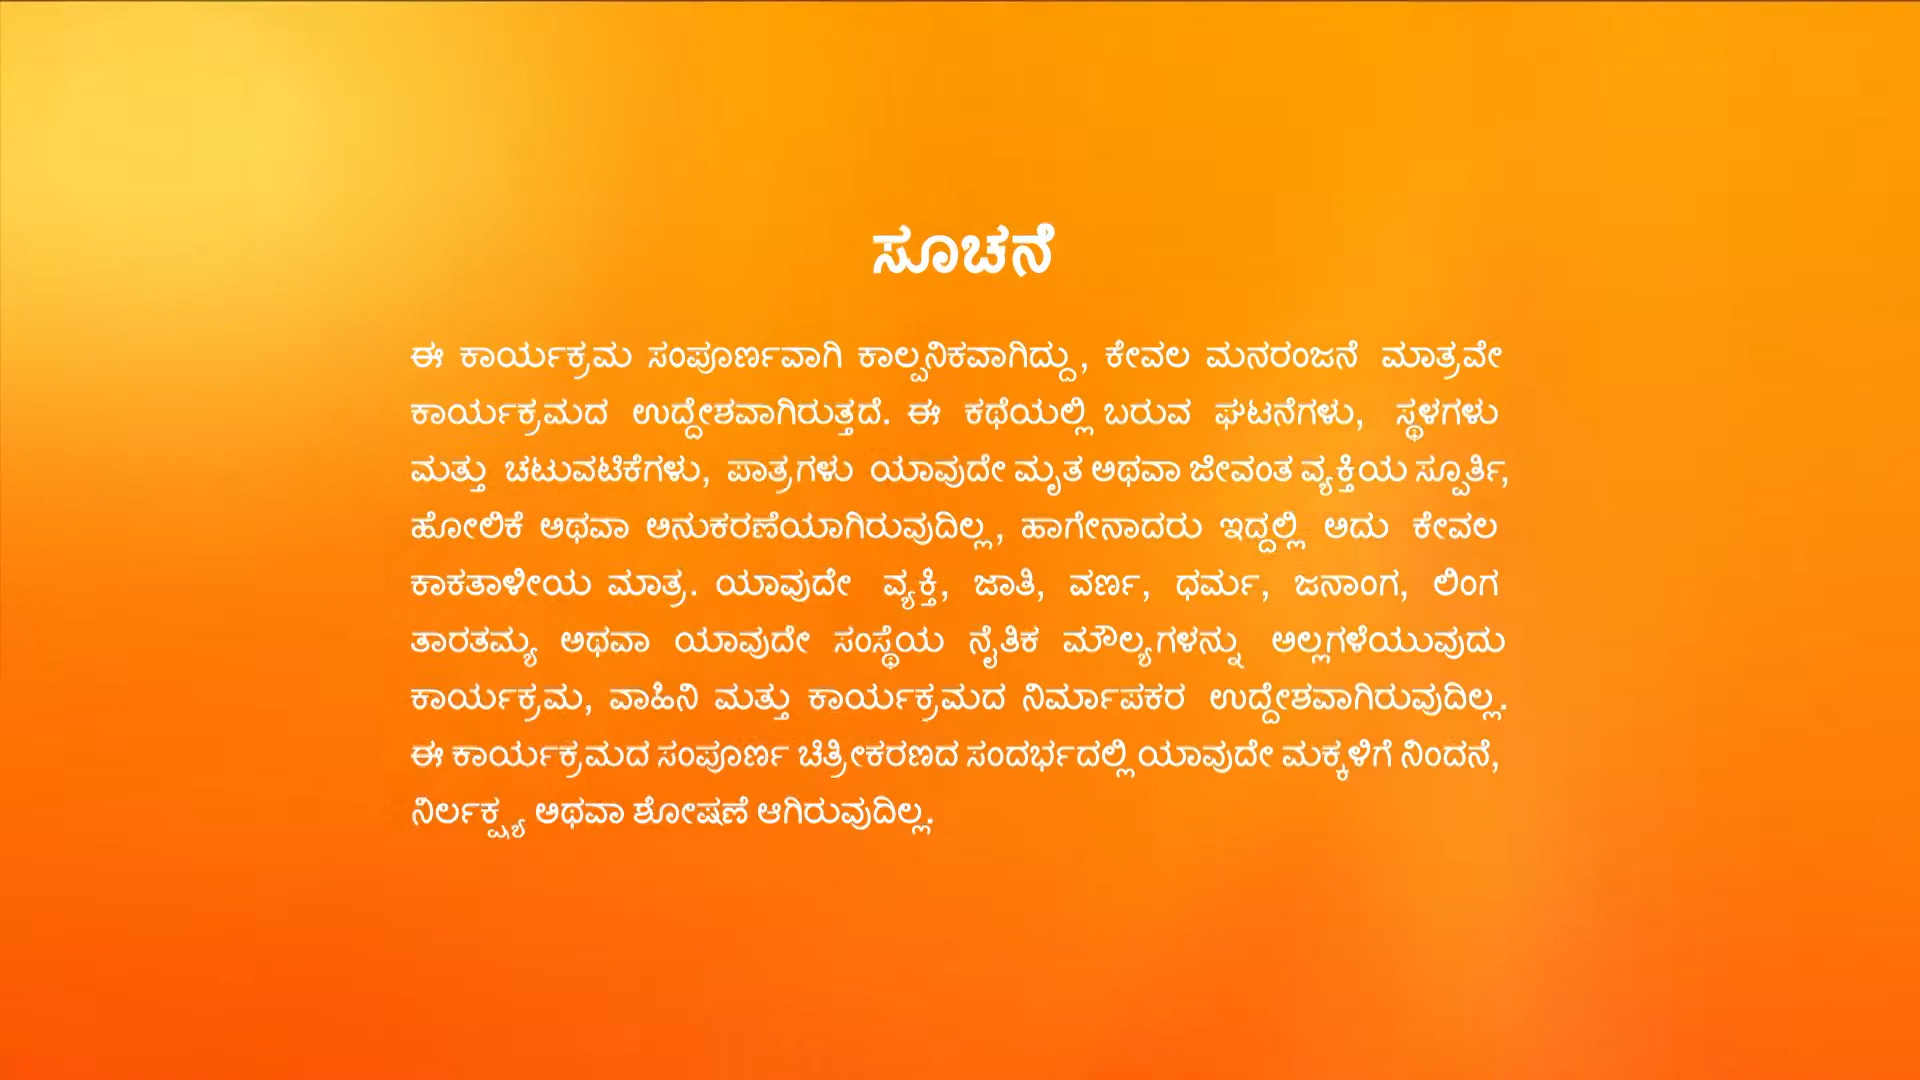 ಸೂಚನೆ
ಈ ಕಾರ್ಯಕ್ರಮ ಸಂಪೂರ್ಣವಾಗಿ ಕಾಲ್ಪನಿಕವಾಗಿದ್ದು, ಕೇವಲ ಮನರಂಜನೆ ಮಾತ್ರವೇ
ಕಾರ್ಯಕ್ರಮದ ಉದ್ದೇಶವಾಗಿರುತ್ತದೆ. ಈ ಕಥೆಯಲ್ಲಿ ಬರುವ ಘಟನೆಗಳು, ಸ್ಥಳಗಳು
ಮತ್ತು ಚಟುವಟಿಕೆಗಳು, ಪಾತ್ರಗಳು ಯಾವುದೇ ಮೃತ ಅಥವಾ ಜೀವಂತ ವ್ಯಕ್ತಿಯ ಸ್ಪೂರ್ತಿ,
ಹೋಲಿಕೆ ಅಥವಾ ಅನುಕರಣೆಯಾಗಿರುವುದಿಲ್ಲ, ಹಾಗೇನಾದರು ಇದ್ದಲ್ಲಿ ಅದು ಕೇವಲ
ಕಾಕತಾಳೀಯ ಮಾತ್ರ. ಯಾವುದೇ ವ್ಯಕ್ತಿ, ಜಾತಿ, ವರ್ಣ, ಧರ್ಮ, ಜನಾಂಗ, ಲಿಂಗ
ತಾರತಮ್ಯ ಅಥವಾ ಯಾವುದೇ ಸಂಸ್ಥೆಯ ನೈತಿಕ ಮೌಲ್ಯಗಳನ್ನು ಅಲ್ಲಗಳೆಯುವುದು
ಕಾರ್ಯಕ್ರಮ, ವಾಹಿನಿ ಮತ್ತು ಕಾರ್ಯಕ್ರಮದ ನಿರ್ಮಾಪಕರ ಉದ್ದೇಶವಾಗಿರುವುದಿಲ್ಲ.
ಈ ಕಾರ್ಯಕ್ರಮದ ಸಂಪೂರ್ಣ ಚಿತ್ರೀಕರಣದ ಸಂದರ್ಭದಲ್ಲಿ ಯಾವುದೇ ಮಕ್ಕಳಿಗೆ ನಿಂದನೆ,
ನಿರ್ಲಕ್ಷ್ಯ ಅಥವಾ ಶೋಷಣೆ ಆಗಿರುವುದಿಲ್ಲ.